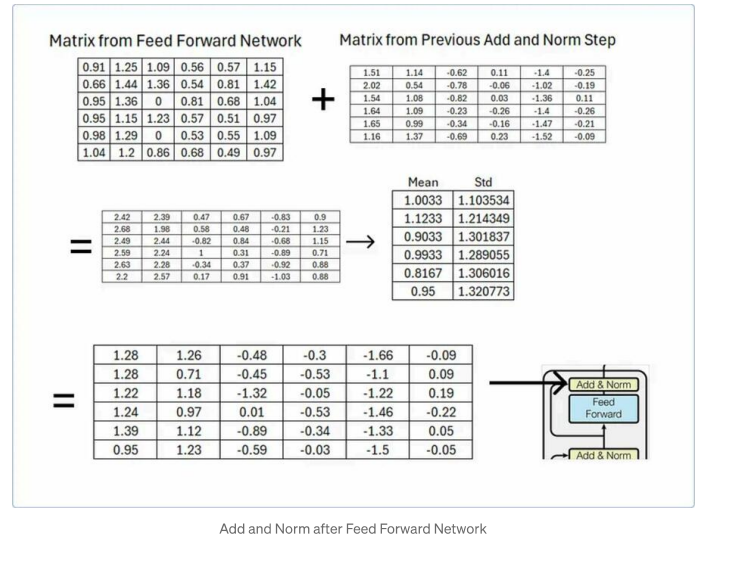 Matrix from Feed Forward Network Matrix from Previous Add and Norm Step
0.91 1.25 1.09 0.56 0.57 1.15
0.66 1.44 1.36 0.54 0.81 1.42
0.95 1.36 0 0.81 0.68 1.04
0.95 1.15 1.23 0.57 0.51 0.97
0.98 1.29 0 0.53 0.55 1.09
1.04 1.2 0.86 0.68 0.49 0.97
+
1.51 1.14 -0.62 0.11 -1.4 -0.25
2.02 0.54 -0.78 -0.06 -1.02 -0.19
1.54 1.08 -0.82 0.03 -1.36 0.11
1.64 1.09 -0.23 -0.26 -1.4 -0.26
1.65 0.99 -0.34 -0.16 -1.47 -0.21
1.16 1.37 -0.69 0.23 -1.52 -0.09
=
2.42 2.39 0.47 0.67 -0.83 0.9
2.68 1.98 0.58 0.48 -0.21 1.23
2.49 2.44 -0.82 0.84 -0.68 1.15
2.59 2.24 1 0.31 -0.89 0.71
2.63 2.28 -0.34 0.37 -0.92 0.88
2.2 2.57 0.17 0.91 -1.03 0.88
→
Mean Std
1.0033 1.103534
1.1233 1.214349
0.9033 1.301837
0.9933 1.289055
0.8167 1.306016
0.95 1.320773
=
1.28 1.26 -0.48 -0.3 -1.66 -0.09
1.28 0.71 -0.45 -0.53 -1.1 0.09
1.22 1.18 -1.32 -0.05 -1.22 0.19
1.24 0.97 0.01 -0.53 -1.46 -0.22
1.39 1.12 -0.89 -0.34 -1.33 0.05
0.95 1.23 -0.59 -0.03 -1.5 -0.05
Add & Norm
Feed
Forward
Add & Norm
Add and Norm after Feed Forward Network